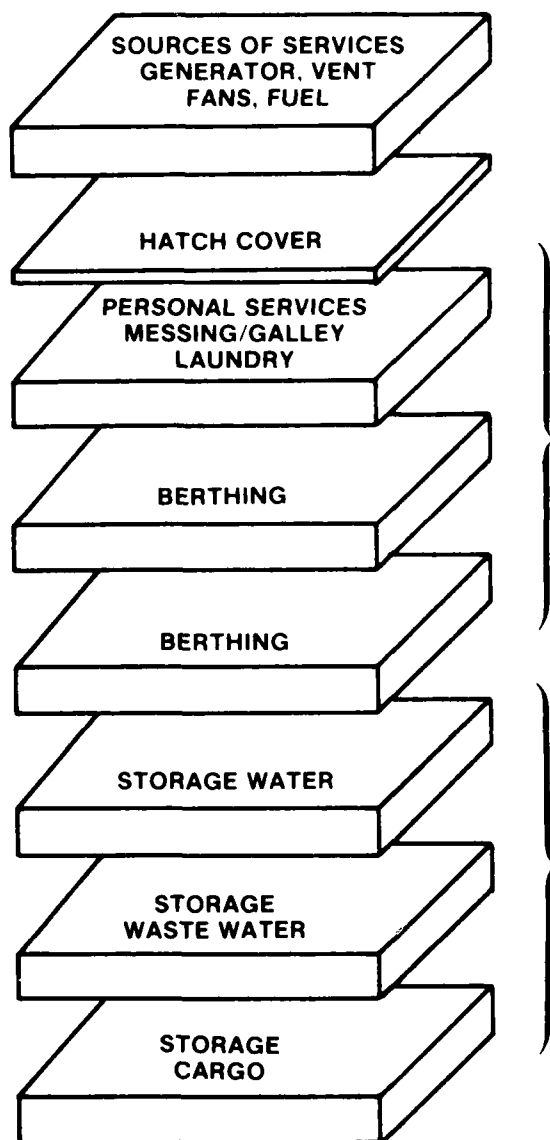 SOURCES OF SERVICES
GENERATOR, VENT
FANS, FUEL
HATCH COVER
PERSONAL SERVICES
MESSING/GALLEY
LAUNDRY
BERTHING
BERTHING
STORAGE WATER
STORAGE
WASTE WATER
STORAGE
CARGO